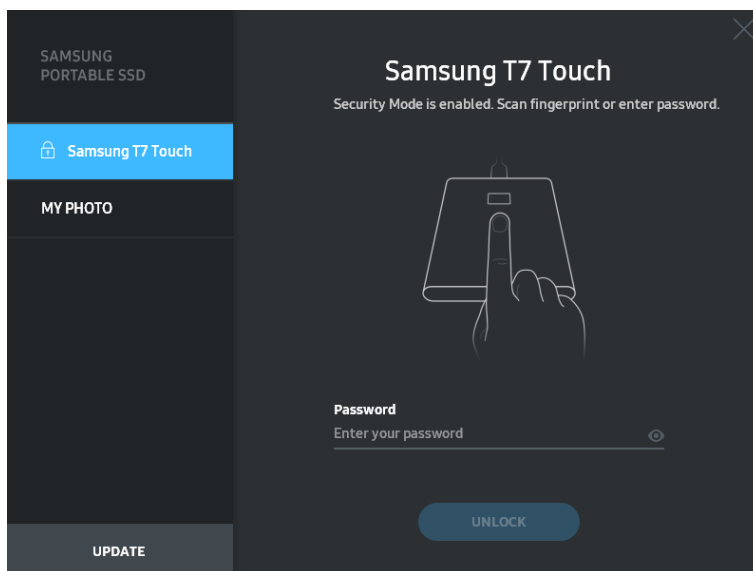 SAMSUNG
PORTABLE SSD
Samsung T7 Touch
MY PHOTO
UPDATE
Samsung T7 Touch
Security Mode is enabled. Scan fingerprint or enter password.
Password
Enter your password
UNLOCK